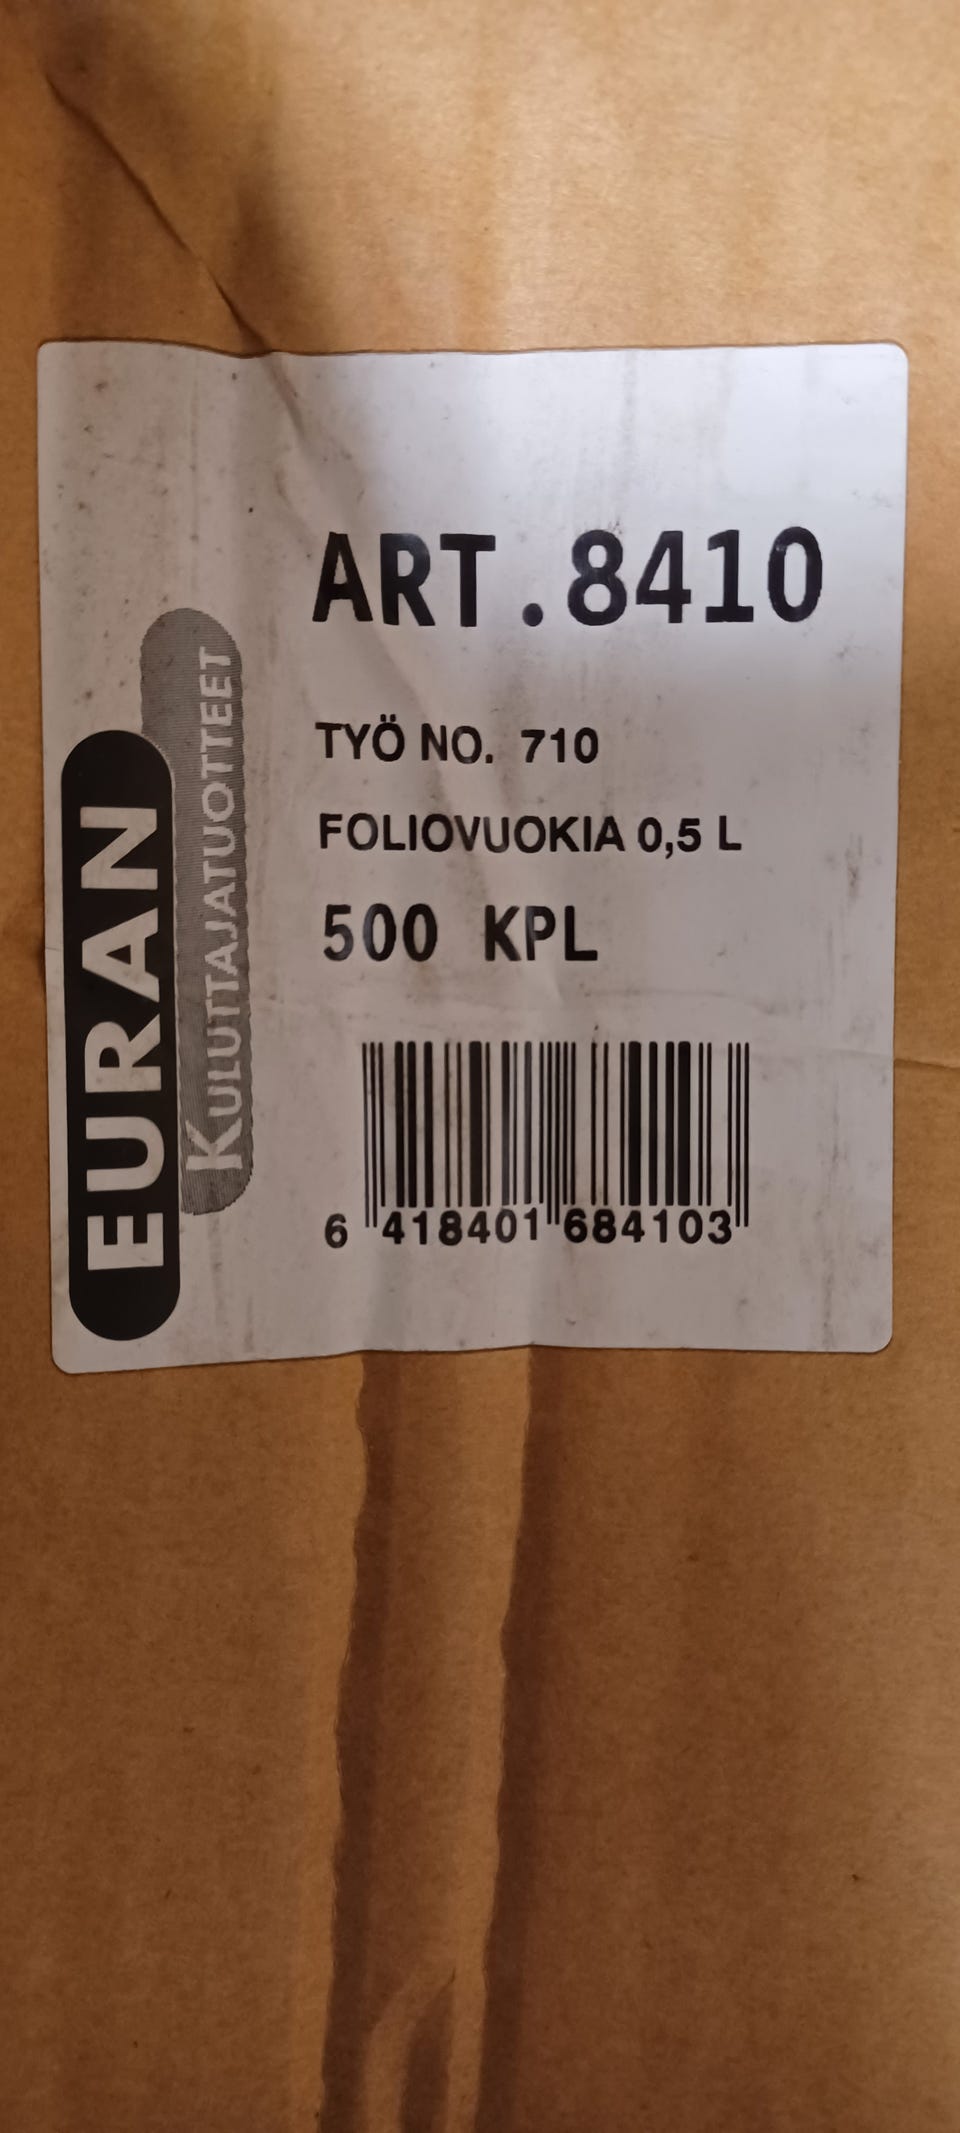 ART.8410
TYÖ NO. 710
FOLIOVUOKIA 0,5 L
500 KPL
6 418401 684103
EURAN
KULUTTAJATUOTTEET